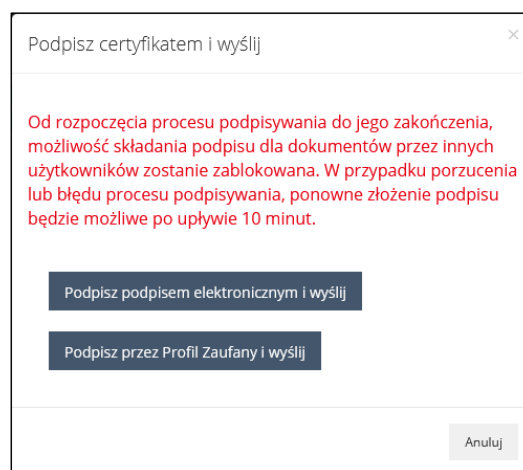 Podpisz certyfikatem i wyślij
×
Od rozpoczęcia procesu podpisywania do jego zakończenia,
możliwość składania podpisu dla dokumentów przez innych
użytkowników zostanie zablokowana. W przypadku porzucenia
lub błędu procesu podpisywania, ponowne złożenie podpisu
będzie możliwe po upływie 10 minut.
Podpisz podpisem elektronicznym i wyślij
Podpisz przez Profil Zaufany i wyślij
Anuluj